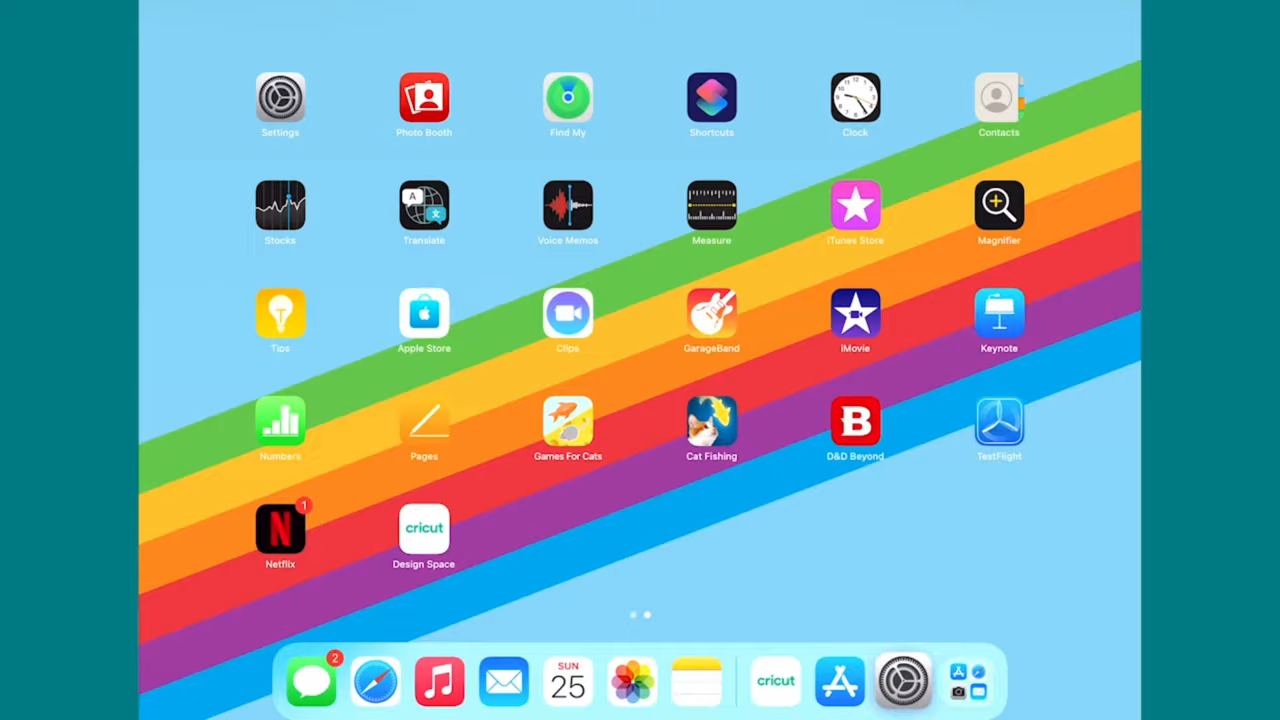 Settings
Photo Booth
Find My
Shortcuts
Clock
Contacts
Stocks
A
文
Translate
Voice Memos
Measure
iTunes Store
Magnifier
Tips
Apple Store
Clips
GarageBand
iMovie
Keynote
Numbers
Pages
Games For Cats
Cat Fishing
B
D&D Beyond
TestFlight
N
1
Netflix
cricut
Design Space
2
SUN
25
cricut